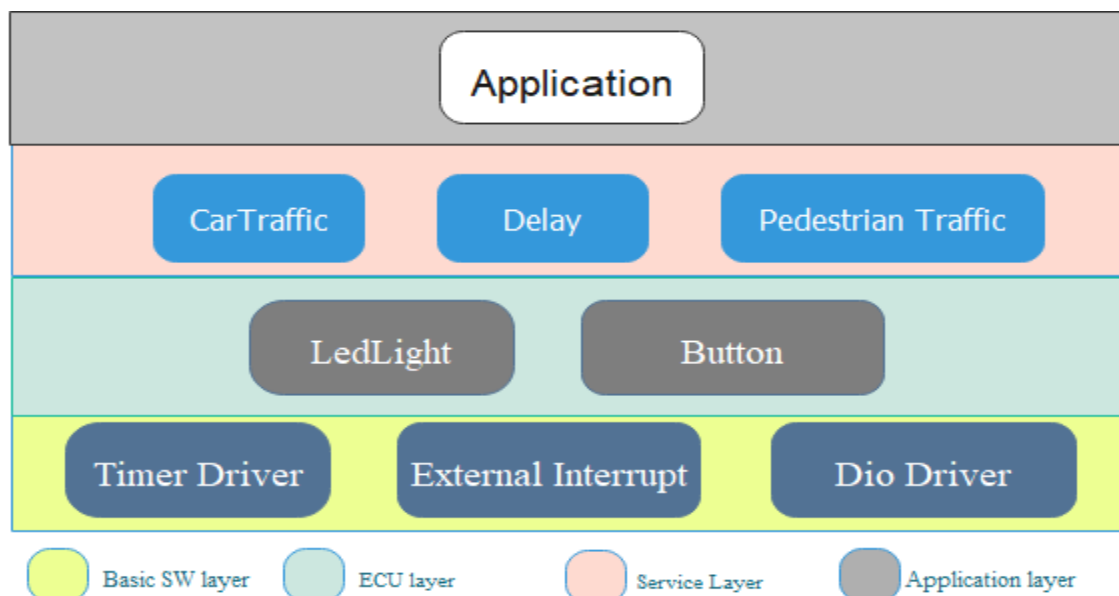 Application
CarTraffic
Delay
Pedestrian Traffic
LedLight
Button
Timer Driver
External Interrupt
Dio Driver
Basic SW layer
ECU layer
Service Layer
Application layer